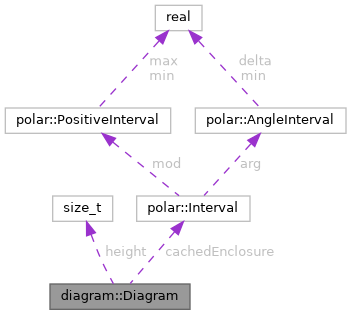 real
max
min
delta
min
polar::PositiveInterval
polar::AngleInterval
mod
arg
size_t
polar::Interval
height
cachedEnclosure
diagram::Diagram